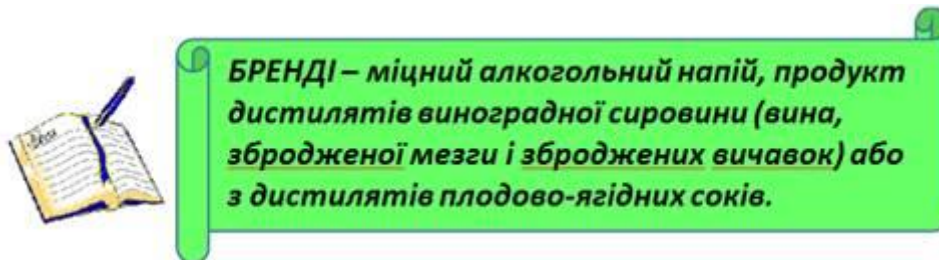 БРЕНДІ – міцний алкогольний напій, продукт
дистилятів виноградної сировини (вина,
збродженої мезги і зброджених вичавок) або
з дистилятів плодово-ягідних соків.